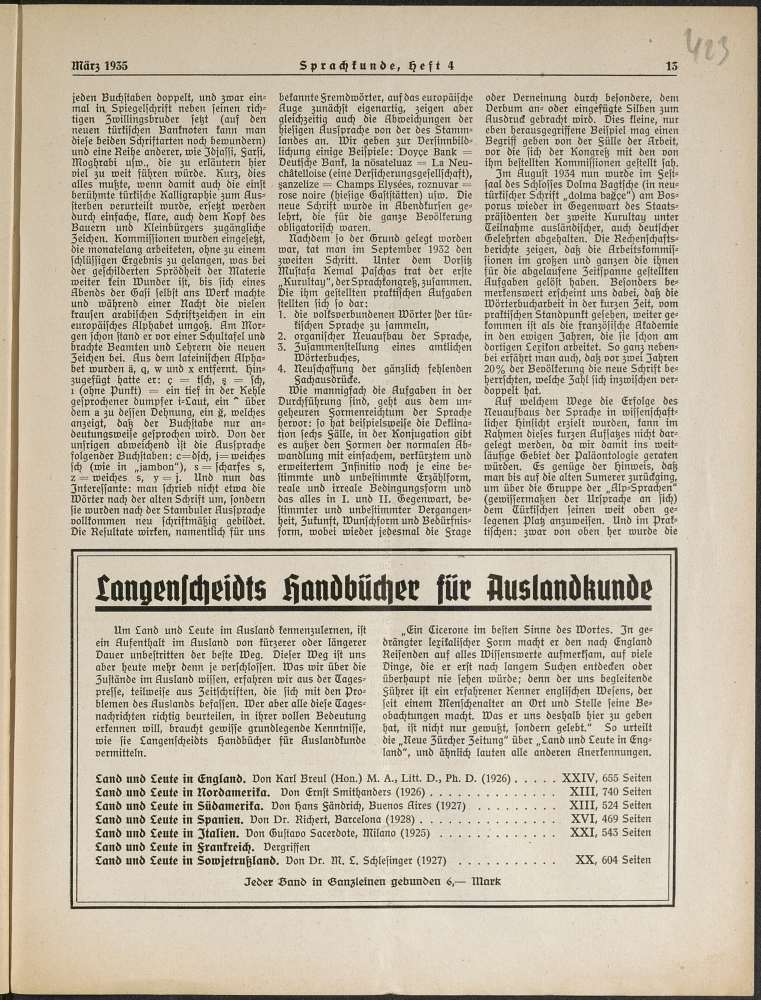 423
März 1935
Sprachkunde, Heft 4
13
jeden Buchstaben doppelt, und zwar ein-
mal in Spiegelschrift neben seinen rich-
tigen Zwillingsbruder setzt (auf den
neuen türkischen Banknoten kann man
diese beiden Schriftarten noch bewundern)
und eine Reihe anderer, wie Idjassi, Farsi,
Moghrabi usw., die zu erläutern hier
viel zu weit führen würde. Kurz, dies
alles mußte, wenn damit auch die einst
berühmte türkische Kalligraphie zum Aus-
sterben verurteilt wurde, ersetzt werden
durch einfache, klare, auch dem Kopf des
Bauern und Kleinbürgers zugängliche
Zeichen. Kommissionen wurden eingesetzt,
die monatelang arbeiteten, ohne zu einem
schlüssigen Ergebnis zu gelangen, was bei
der geschilderten Sprödheit der Materie
weiter kein Wunder ist, bis sich eines
Abends der Gasi selbst ans Werk machte
und während einer Nacht die vielen
krausen arabischen Schriftzeichen in ein
europäisches Alphabet umgoß. Am Mor-
gen schon stand er vor einer Schultafel und
brachte Beamten und Lehrern die neuen
Zeichen bei. Aus dem lateinischen Alpha-
bet wurden ä, q, w und x entfernt. Hin-
zugefügt hatte er: ç = tsch, ş = sch,
ı (ohne Punkt) = ein tief in der Kehle
gesprochener dumpfer i-Laut, ein ˆ über
dem a zu dessen Dehnung, ein ğ, welches
anzeigt, daß der Buchstabe nur an-
deutungsweise gesprochen wird. Von der
unsrigen abweichend ist die Aussprache
folgender Buchstaben: c=dsch, j= weiches
sch (wie in „jambon“), s = scharfes s,
z = weiches s, y = j. Und nun das
Interessante: man schrieb nicht etwa die
Wörter nach der alten Schrift um, sondern
sie wurden nach der Stambuler Aussprache
vollkommen neu schriftmäßig gebildet.
Die Resultate wirken, namentlich für uns
bekannte Fremdwörter, auf das europäische
Auge zunächst eigenartig, zeigen aber
gleichzeitig auch die Abweichungen der
hiesigen Aussprache von der des Stamm-
landes an. Wir geben zur Versinnbild-
lichung einige Beispiele: Doyçe Bank =
Deutsche Bank, la nösateluaz = La Neu-
châtelloise (eine Versicherungsgesellschaft),
şanzelize = Champs Elysées, roznuvar =
rose noire (hiesige Gaststätten) usw. Die
neue Schrift wurde in Abendkursen ge-
lehrt, die für die ganze Bevölkerung
obligatorisch waren.
Nachdem so der Grund gelegt worden
war, tat man im September 1932 den
zweiten Schritt. Unter dem Vorsitz
Mustafa Kemal Paschas trat der erste
„Kurultay“, der Sprachkongreß, zusammen.
Die ihm gestellten praktischen Aufgaben
stellten sich so dar:
1. die volksverbundenen Wörter der tür-
kischen Sprache zu sammeln,
2. organischer Neuaufbau der Sprache,
3. Zusammenstellung eines amtlichen
Wörterbuches,
4. Neuschaffung der gänzlich fehlenden
Fachausdrücke.
Wie mannigfach die Aufgaben in der
Durchführung sind, geht aus dem un-
geheuren Formenreichtum der Sprache
hervor: so hat beispielsweise die Deklina-
tion sechs Fälle, in der Konjugation gibt
es außer den Formen der normalen Ab-
wandlung mit einfachem, verkürztem und
erweitertem Infinitiv noch je eine be-
stimmte und unbestimmte Erzählform,
reale und irreale Bedingungsform und
das alles in I. und II. Gegenwart, be-
stimmter und unbestimmter Vergangen-
heit, Zukunft, Wunschform und Bedürfnis-
form, wobei wieder jedesmal die Frage
oder Verneinung durch besondere, dem
Verbum an- oder eingefügte Silben zum
Ausdruck gebracht wird. Dies kleine, nur
eben herausgegriffene Beispiel mag einen
Begriff geben von der Fülle der Arbeit,
vor die sich der Kongreß mit den von
ihm bestellten Kommissionen gestellt sah.
Im August 1934 nun wurde im Fest-
saal des Schlosses Dolma Bagtsche (in neu-
türkischer Schrift „dolma bağçe“) am Bos-
porus wieder in Gegenwart des Staats-
präsidenten der zweite Kurultay unter
Teilnahme ausländischer, auch deutscher
Gelehrten abgehalten. Die Rechenschafts-
berichte zeigen, daß die Arbeitskommis-
sionen im großen und ganzen die ihnen
für die abgelaufene Zeitspanne gestellten
Aufgaben gelöst haben. Besonders be-
merkenswert erscheint uns dabei, daß die
Wörterbucharbeit in der kurzen Zeit, vom
praktischen Standpunkt gesehen, weiter ge-
kommen ist als die französische Akademie
in den ewigen Jahren, die sie schon am
dortigen Lexikon arbeitet. So ganz neben-
bei erfährt man auch, daß vor zwei Jahren
20% der Bevölkerung die neue Schrift be-
herrschten, welche Zahl sich inzwischen ver-
doppelt hat.
Auf welchem Wege die Erfolge des
Neuaufbaus der Sprache in wissenschaft-
licher Hinsicht erzielt wurden, kann im
Rahmen dieses kurzen Aufsatzes nicht dar-
gelegt werden, da wir damit ins weit-
läufige Gebiet der Paläontologie geraten
würden. Es genüge der Hinweis, daß
man bis auf die alten Sumerer zurückging,
um über die Gruppe der „Alp-Sprachen“
(gewissermaßen der Ursprache an sich)
dem Türkischen seinen weit oben ge-
legenen Platz anzuweisen. Und im Prak-
tischen: zwar von oben her wurde die
Langenscheidts Handbücher für Auslandkunde
Um Land und Leute im Ausland kennenzulernen, ist
ein Aufenthalt im Ausland von kürzerer oder längerer
Dauer unbestritten der beste Weg. Dieser Weg ist uns
aber heute mehr denn je verschlossen. Was wir über die
Zustände im Ausland wissen, erfahren wir aus der Tages-
presse, teilweise aus Zeitschriften, die sich mit den Pro-
blemen des Auslands befassen. Wer aber alle diese Tages-
nachrichten richtig beurteilen, in ihrer vollen Bedeutung
erkennen will, braucht gewisse grundlegende Kenntnisse,
wie sie Langenscheidts Handbücher für Auslandkunde
vermitteln.
„Ein Cicerone im besten Sinne des Wortes. In ge-
drängter lexikalischer Form macht er den nach England
Reisenden auf alles Wissenswerte aufmerksam, auf viele
Dinge, die er erst nach langem Suchen entdecken oder
überhaupt nie sehen würde; denn der uns begleitende
Führer ist ein erfahrener Kenner englischen Wesens, der
seit einem Menschenalter an Ort und Stelle seine Be-
obachtungen macht. Was er uns deshalb hier zu geben
hat, ist nicht nur gewußt, sondern gelebt.“ So urteilt
die „Neue Zürcher Zeitung“ über „Land und Leute in Eng-
land“, und ähnlich lauten alle anderen Anerkennungen.
Land und Leute in England. Von Karl Breul (Hon.) M. A., Litt. D., Ph. D. (1926) . . . . . XXIV, 655 Seiten
Land und Leute in Nordamerika. Von Ernst Smithanders (1926) . . . . . . . . . . . . XIII, 740 Seiten
Land und Leute in Südamerika. Von Hans Fändrich, Buenos Aires (1927) . . . . . . . . . XIII, 524 Seiten
Land und Leute in Spanien. Von Dr. Richert, Barcelona (1928) . . . . . . . . . . . . . XVI, 469 Seiten
Land und Leute in Italien. Von Gustavo Sacerdote, Milano (1925) . . . . . . . . . . . XXI, 543 Seiten
Land und Leute in Frankreich. Vergriffen
Land und Leute in Sowjetrußland. Von Dr. M. L. Schlesinger (1927) . . . . . . . . . . . XX, 604 Seiten
Jeder Band in Ganzleinen gebunden 6,— Mark